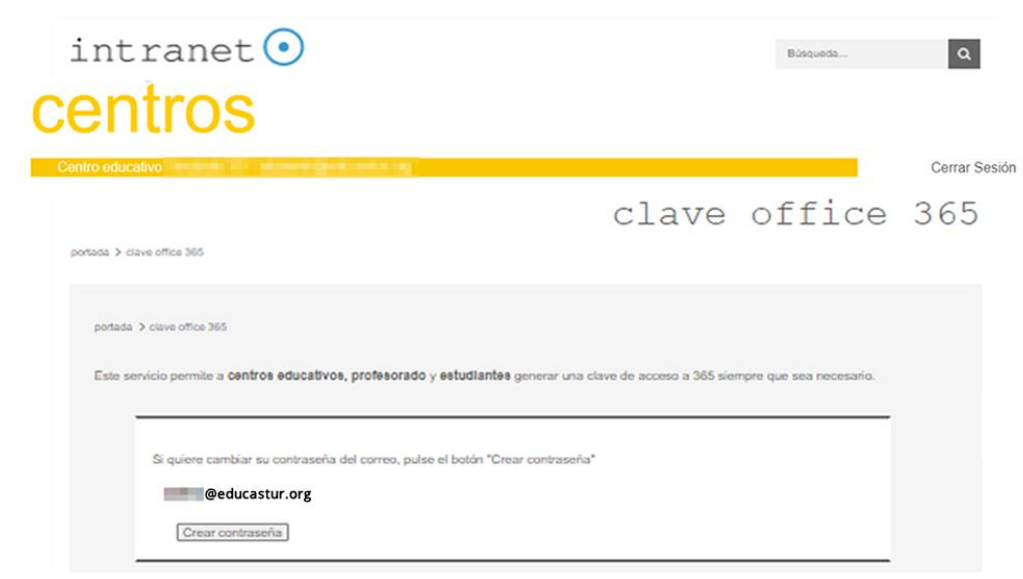 intranet
Búsqueda...
centros
Centro educativo
Cerrar Sesión
clave office 365
portada > clave office 365
portada > clave office 365
Este servicio permite a centros educativos, profesorado y estudiantes generar una clave de acceso a 365 siempre que sea necesario.
Si quiere cambiar su contraseña del correo, pulse el botón "Crear contraseña"
@educastur.org
Crear contraseña